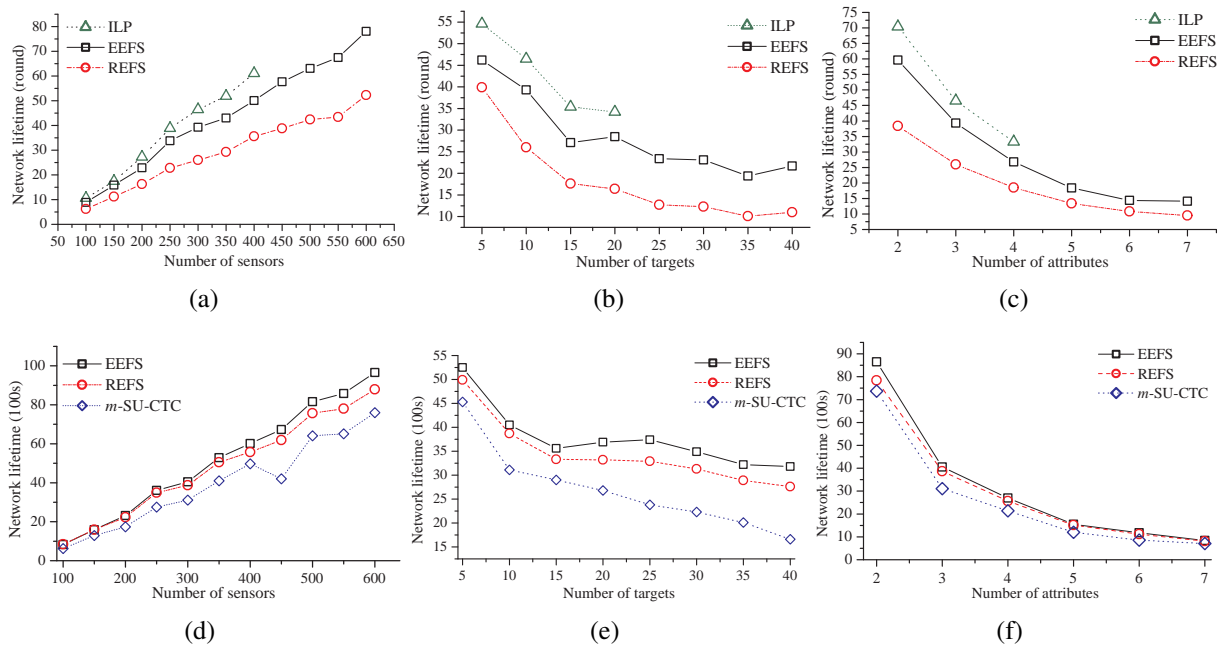 ILP
EEFS
REFS
Network lifetime (round)
80
70
60
50
40
30
20
10
0
50 100 150 200 250 300 350 400 450 500 550 600 650
Number of sensors
(a)
ILP
EEFS
REFS
Network lifetime (round)
55
50
45
40
35
30
25
20
15
10
5 10 15 20 25 30 35 40
Number of targets
(b)
ILP
EEFS
REFS
Network lifetime (round)
75
70
65
60
55
50
45
40
35
30
25
20
15
10
5
2 3 4 5 6 7
Number of attributes
(c)
EEFS
REFS
m-SU-CTC
Network lifetime (100s)
100
80
60
40
20
0
100 200 300 400 500 600
Number of sensors
(d)
EEFS
REFS
m-SU-CTC
Network lifetime (100s)
55
50
45
40
35
30
25
20
15
5 10 15 20 25 30 35 40
Number of targets
(e)
EEFS
REFS
m-SU-CTC
Network lifetime (100s)
90
80
70
60
50
40
30
20
10
0
2 3 4 5 6 7
Number of attributes
(f)